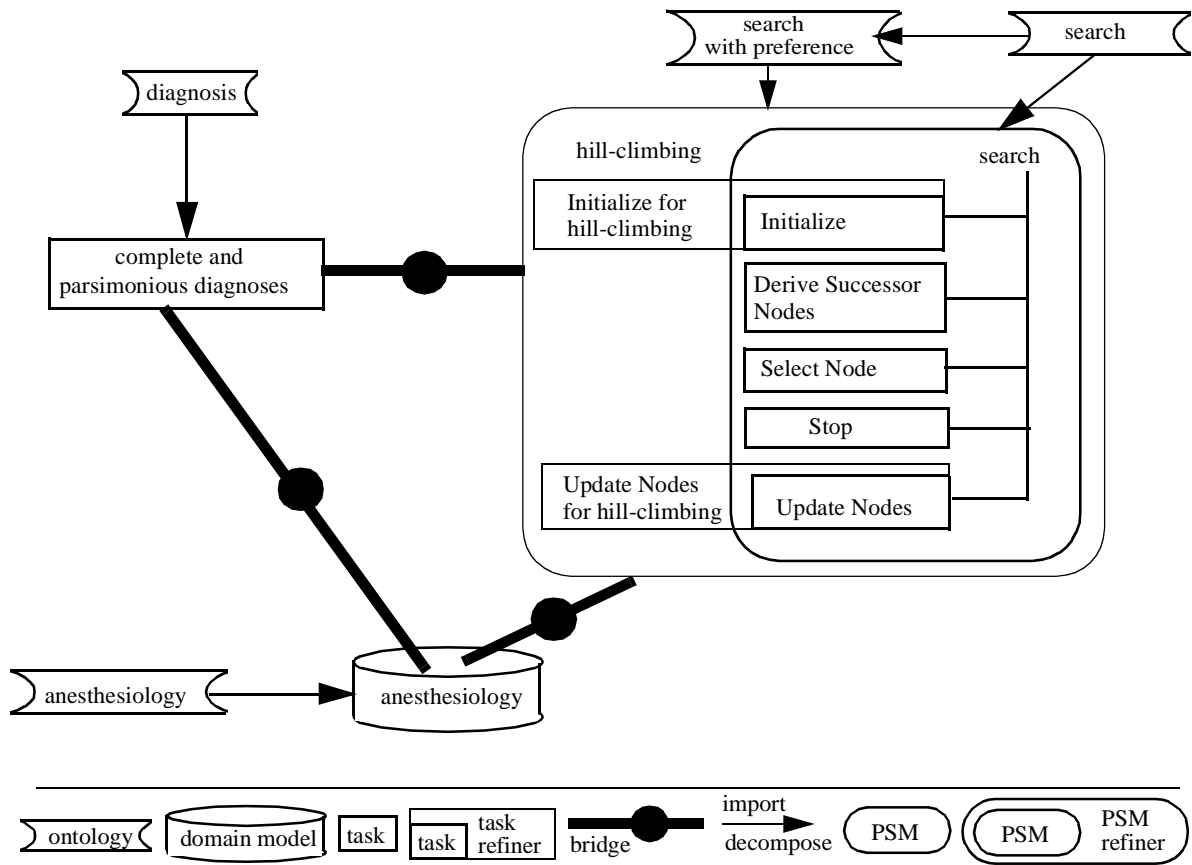 search
with preference
search
diagnosis
hill-climbing
search
Initialize for
hill-climbing
Initialize
complete and
parsimonious diagnoses
Derive Successor
Nodes
Select Node
Stop
Update Nodes
for hill-climbing
Update Nodes
anesthesiology
anesthesiology
ontology
domain model
task
task
task
refiner
bridge
import
decompose
PSM
PSM
PSM
refiner